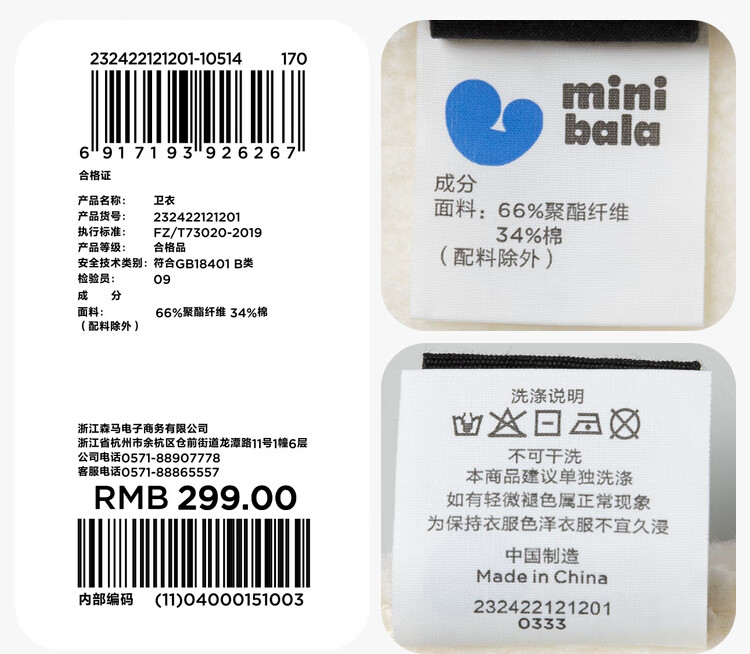 232422121201-10514 170
6 917193 926267
合格证
产品名称: 卫衣
产品货号: 232422121201
执行标准: FZ/T73020-2019
产品等级: 合格品
安全技术类别: 符合GB18401 B类
检验员: 09
成 分
面料: 66%聚酯纤维 34%棉
(配料除外)
浙江森马电子商务有限公司
浙江省杭州市余杭区仓前街道龙潭路11号1幢6层
公司电话0571-88907778
客服电话0571-88865557
RMB 299.00
内部编码 (11)04000151003
mini
bala
成分
面料: 66%聚酯纤维
34%棉
(配料除外)
洗涤说明
不可干洗
本商品建议单独洗涤
如有轻微褪色属正常现象
为保持衣服色泽衣服不宜久浸
中国制造
Made in China
232422121201
0333